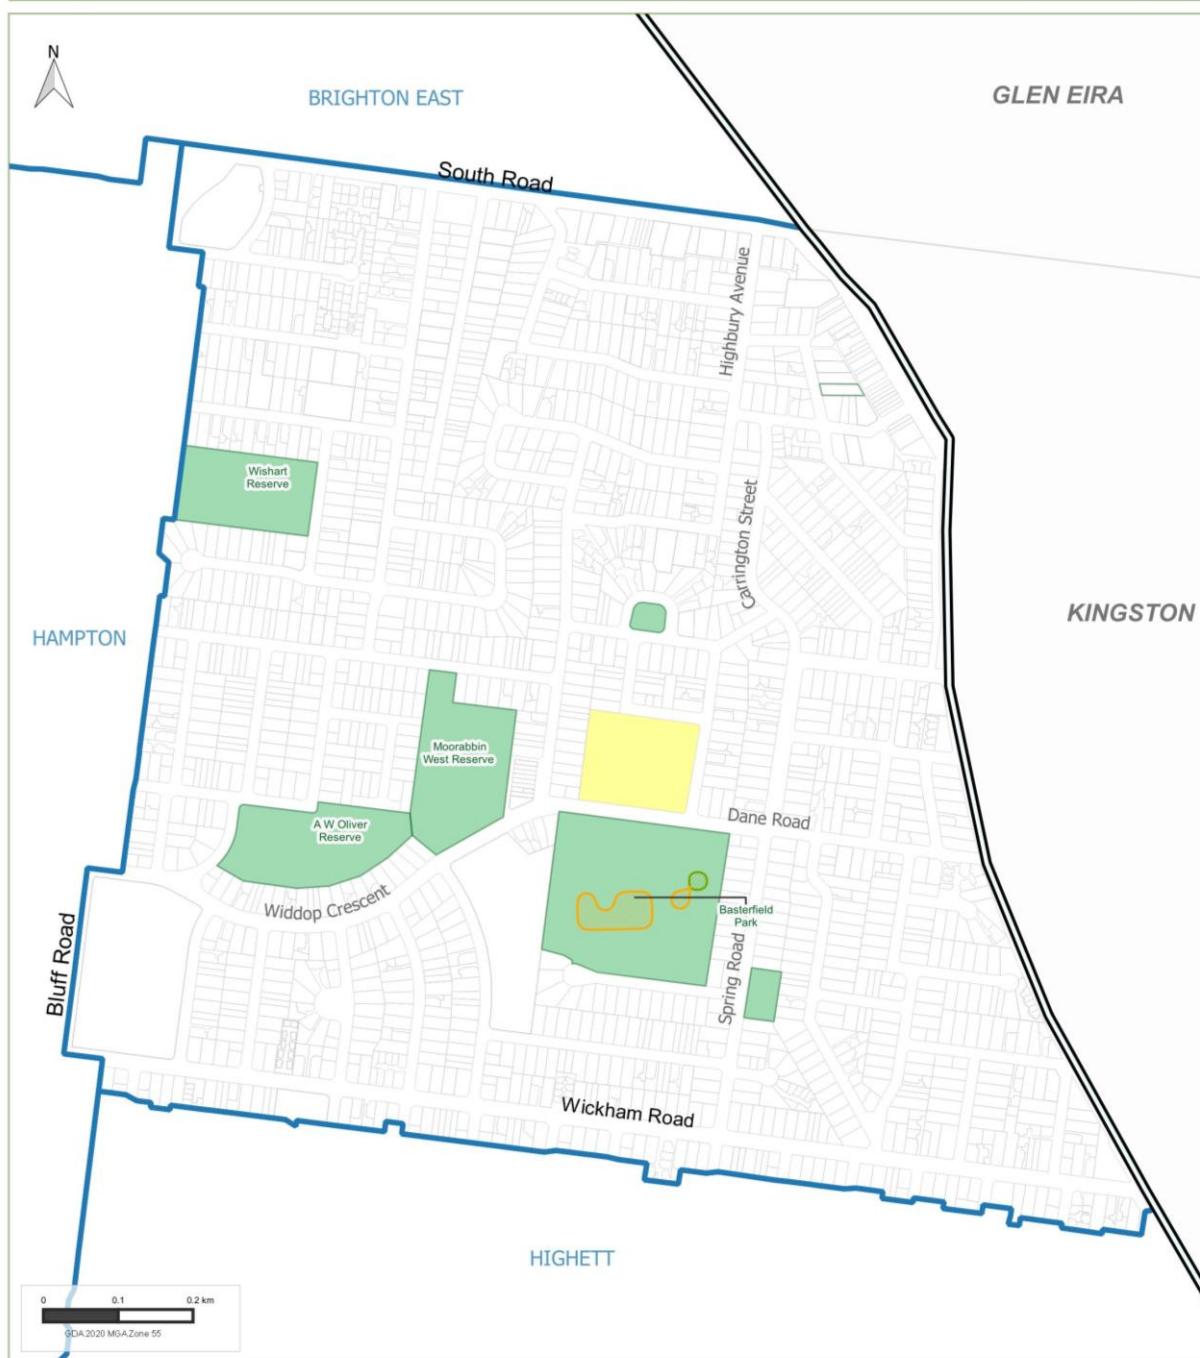 N
BRIGHTON EAST
GLEN EIRA
South Road
Highbury Avenue
Wishart
Reserve
Carrington Street
HAMPTON
KINGSTON
Moorabbin
West Reserve
A W Oliver
Reserve
Dane Road
Widdop Crescent
Basterfield
Park
Bluff Road
Spring Road
Wickham Road
HIGHETT
0 0.1 0.2 km
GDA2020 MGA Zone 55